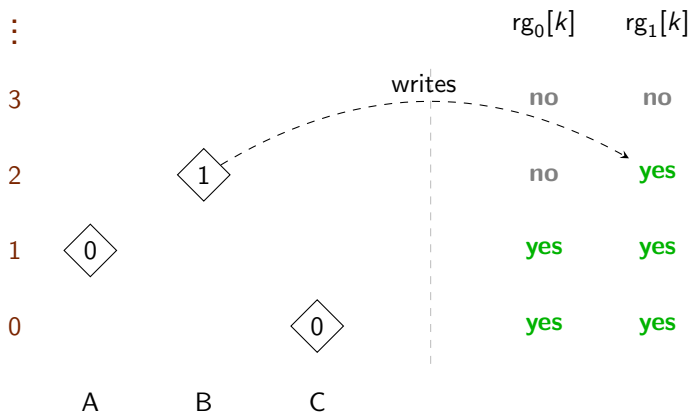 ⋮ rg₀[k] rg₁[k]
writes
3 no no
2 1 no yes
1 0 yes yes
0 0 yes yes
A B C